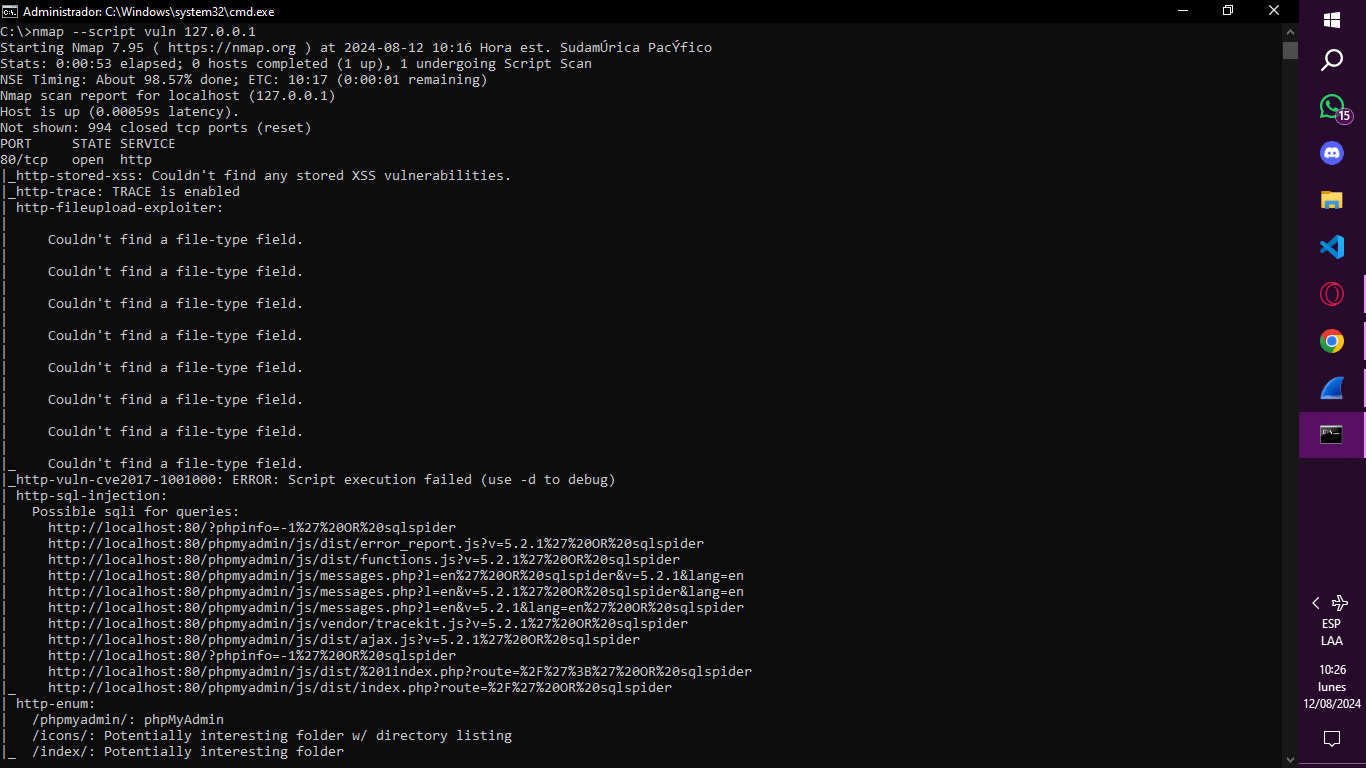 Administrador: C:\Windows\system32\cmd.exe
C:\>nmap --script vuln 127.0.0.1
Starting Nmap 7.95 ( https://nmap.org ) at 2024-08-12 10:16 Hora est. SudamÚrica PacÝfico
Stats: 0:00:53 elapsed; 0 hosts completed (1 up), 1 undergoing Script Scan
NSE Timing: About 98.57% done; ETC: 10:17 (0:00:01 remaining)
Nmap scan report for localhost (127.0.0.1)
Host is up (0.00059s latency).
Not shown: 994 closed tcp ports (reset)
PORT     STATE SERVICE
80/tcp   open  http
|_http-stored-xss: Couldn't find any stored XSS vulnerabilities.
|_http-trace: TRACE is enabled
| http-fileupload-exploiter:
|
|     Couldn't find a file-type field.
|
|     Couldn't find a file-type field.
|
|     Couldn't find a file-type field.
|
|     Couldn't find a file-type field.
|
|     Couldn't find a file-type field.
|
|     Couldn't find a file-type field.
|
|     Couldn't find a file-type field.
|
|_    Couldn't find a file-type field.
|_http-vuln-cve2017-1001000: ERROR: Script execution failed (use -d to debug)
| http-sql-injection:
|   Possible sqli for queries:
|     http://localhost:80/?phpinfo=-1%27%20OR%20sqlspider
|     http://localhost:80/phpmyadmin/js/dist/error_report.js?v=5.2.1%27%20OR%20sqlspider
|     http://localhost:80/phpmyadmin/js/dist/functions.js?v=5.2.1%27%20OR%20sqlspider
|     http://localhost:80/phpmyadmin/js/messages.php?l=en%27%20OR%20sqlspider&v=5.2.1&lang=en
|     http://localhost:80/phpmyadmin/js/messages.php?l=en&v=5.2.1%27%20OR%20sqlspider&lang=en
|     http://localhost:80/phpmyadmin/js/messages.php?l=en&v=5.2.1&lang=en%27%20OR%20sqlspider
|     http://localhost:80/phpmyadmin/js/vendor/tracekit.js?v=5.2.1%27%20OR%20sqlspider
|     http://localhost:80/phpmyadmin/js/dist/ajax.js?v=5.2.1%27%20OR%20sqlspider
|     http://localhost:80/?phpinfo=-1%27%20OR%20sqlspider
|     http://localhost:80/phpmyadmin/js/dist/%201index.php?route=%2F%27%3B%27%20OR%20sqlspider
|_    http://localhost:80/phpmyadmin/js/dist/index.php?route=%2F%27%20OR%20sqlspider
| http-enum:
|   /phpmyadmin/: phpMyAdmin
|   /icons/: Potentially interesting folder w/ directory listing
|_  /index/: Potentially interesting folder
15
ESP
LAA
10:26
lunes
12/08/2024